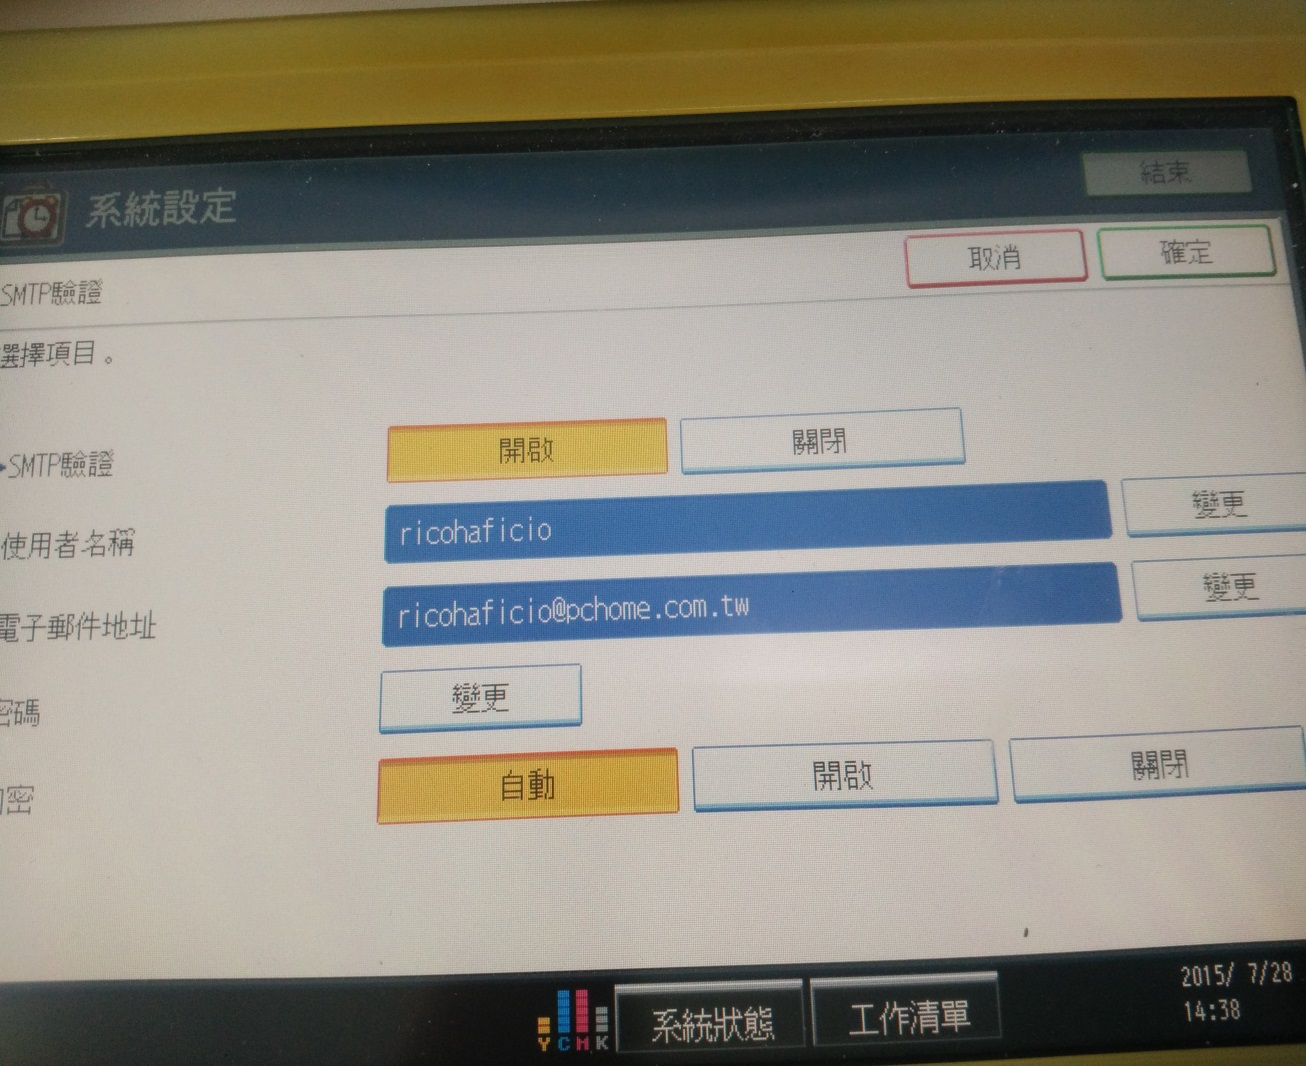 系統設定
結束
SMTP驗證
取消
確定
選擇項目。
SMTP驗證
開啟
關閉
使用者名稱
ricohaficio
變更
電子郵件地址
ricohaficio@pchome.com.tw
變更
密碼
變更
密
自動
開啟
關閉
YCMK
系統狀態
工作清單
2015/ 7/28
14:38